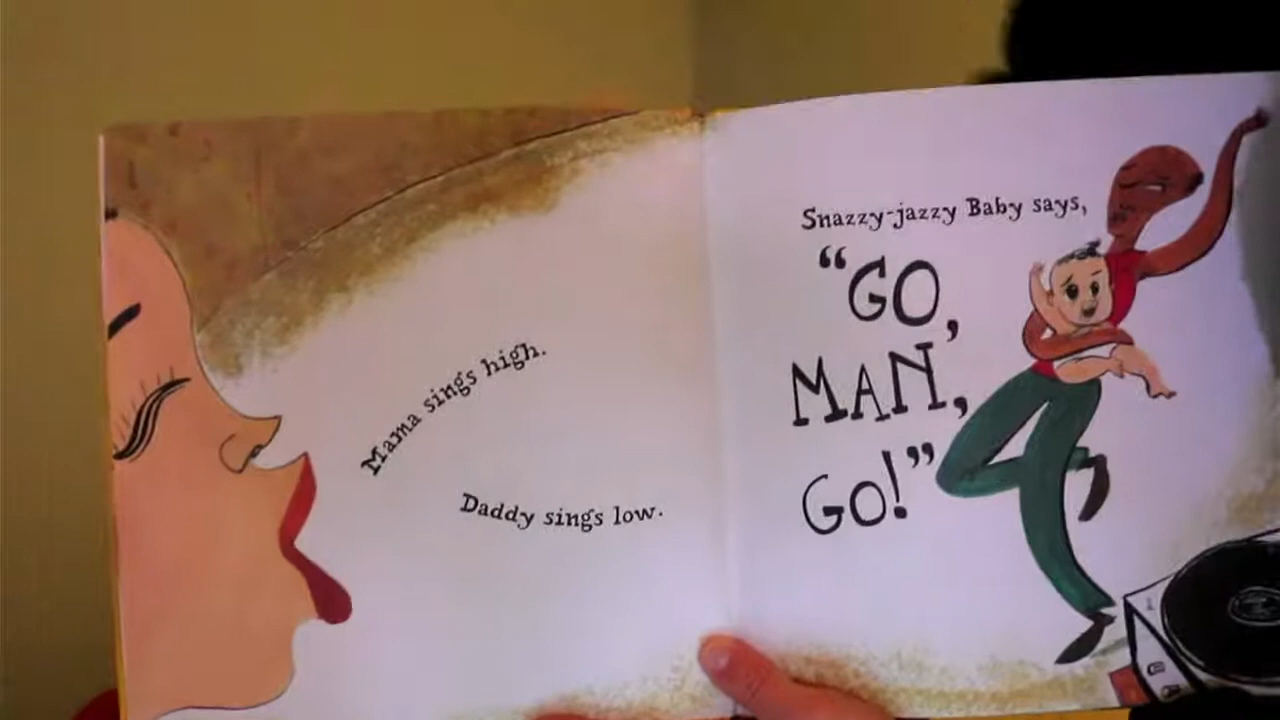 Mama sings high.
Daddy sings low.
Snazzy-jazzy Baby says,
“GO,
MAN,
GO!”